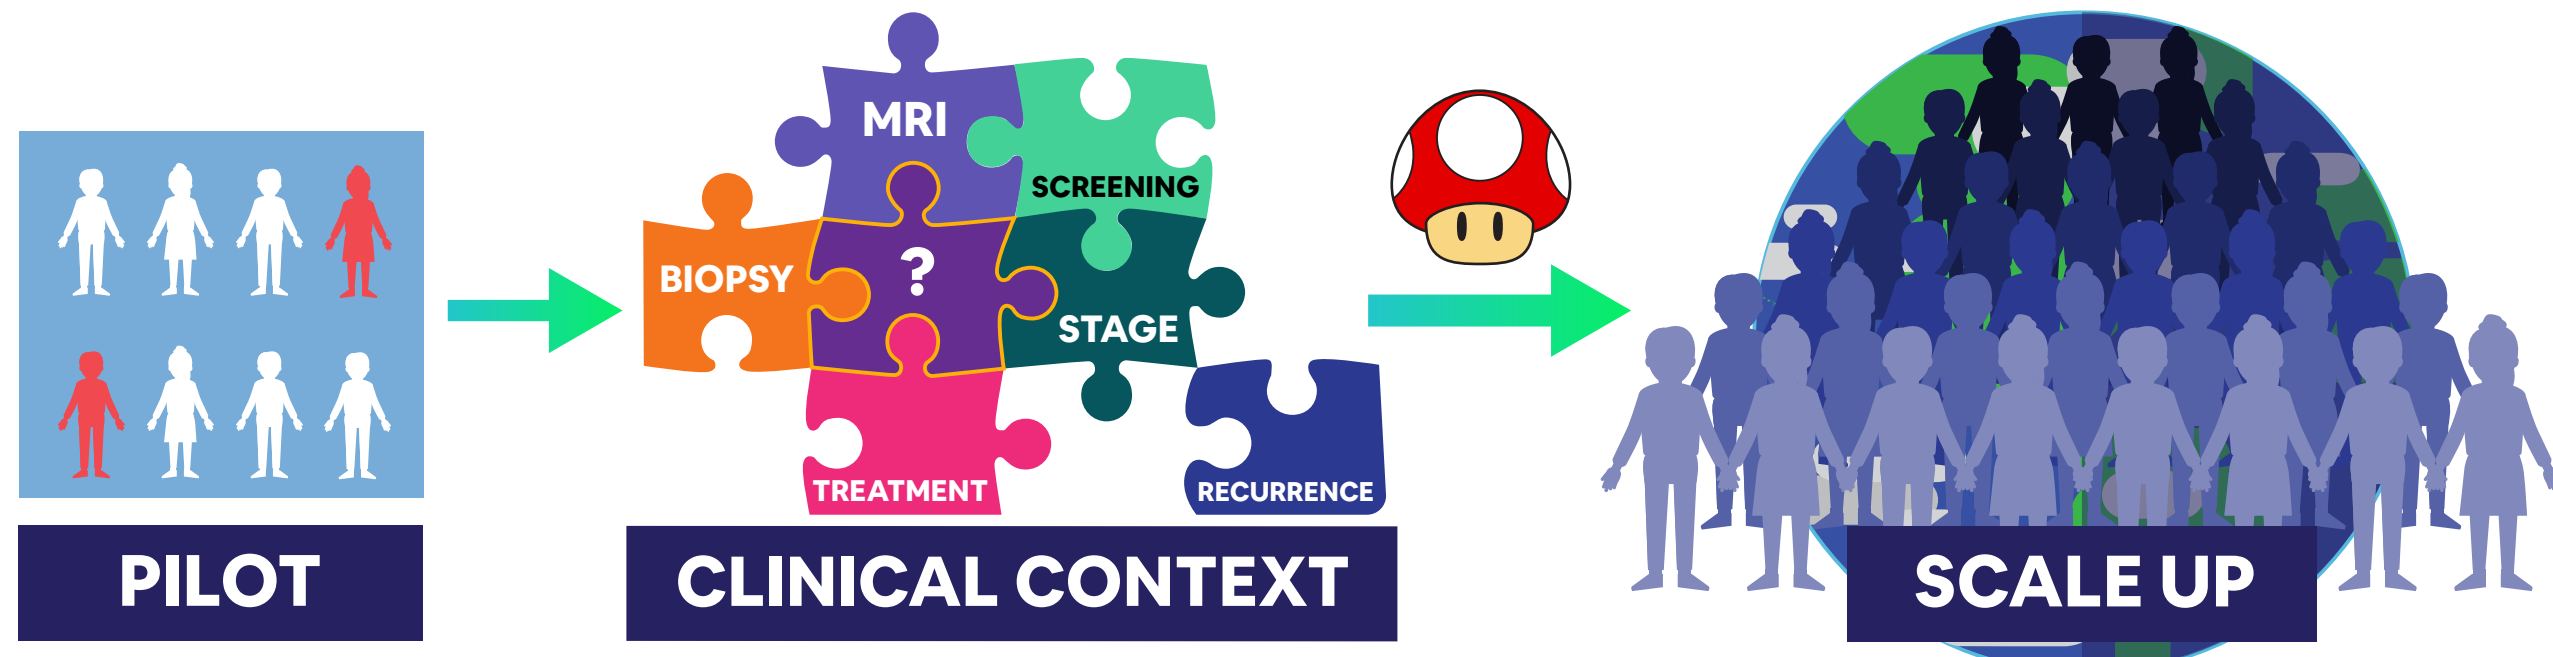 MRI
SCREENING
BIOPSY
?
STAGE
TREATMENT
RECURRENCE
PILOT
CLINICAL CONTEXT
SCALE UP